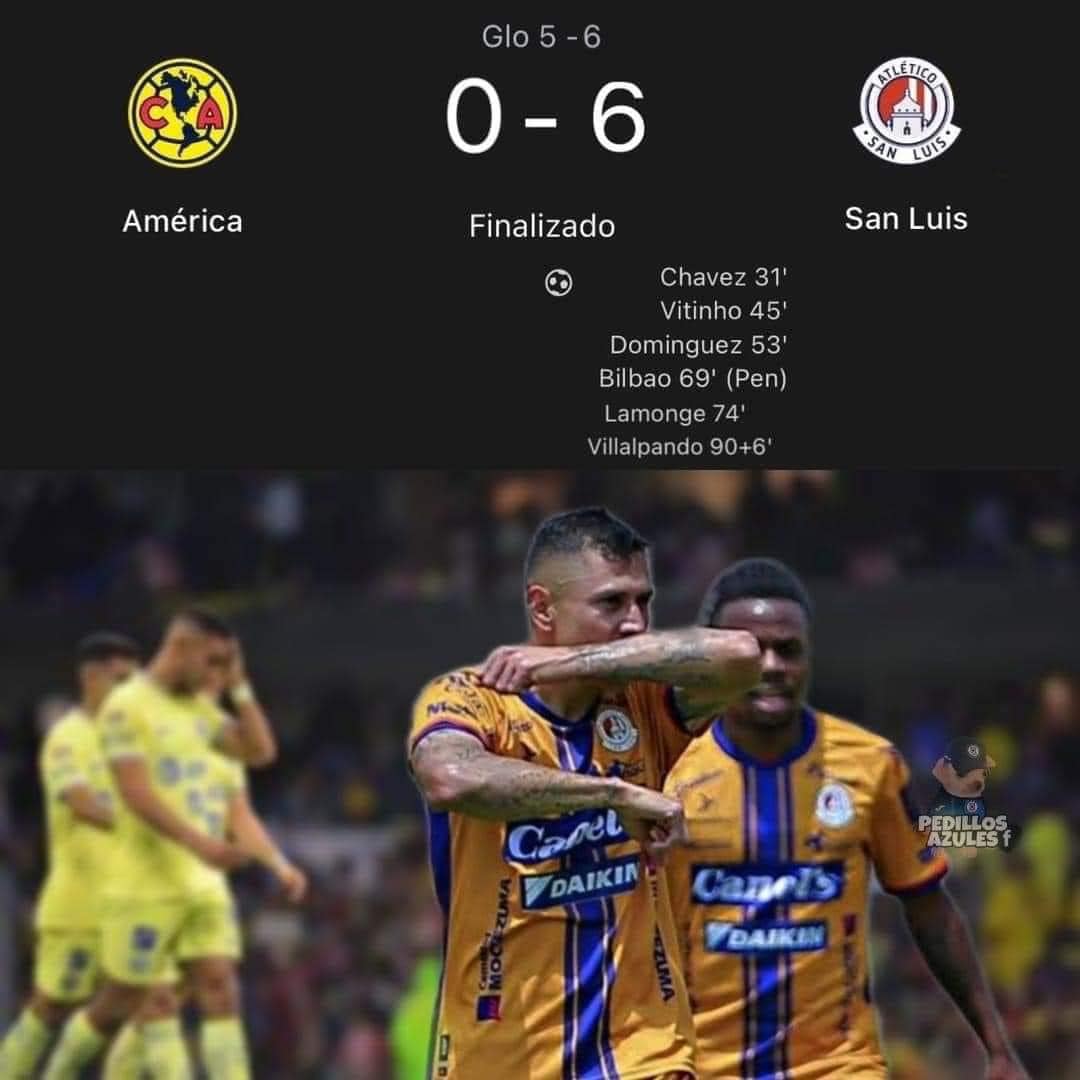 Glo 5 - 6
0 - 6
América
Finalizado
San Luis
CA
ATLÉTICO
SAN LUIS
Chavez 31'
Vitinho 45'
Dominguez 53'
Bilbao 69' (Pen)
Lamonge 74'
Villalpando 90+6'
Canel's
DAIKIN
MOCTEZUMA
Canel's
DAIKIN
PEDILLOS
AZULES f